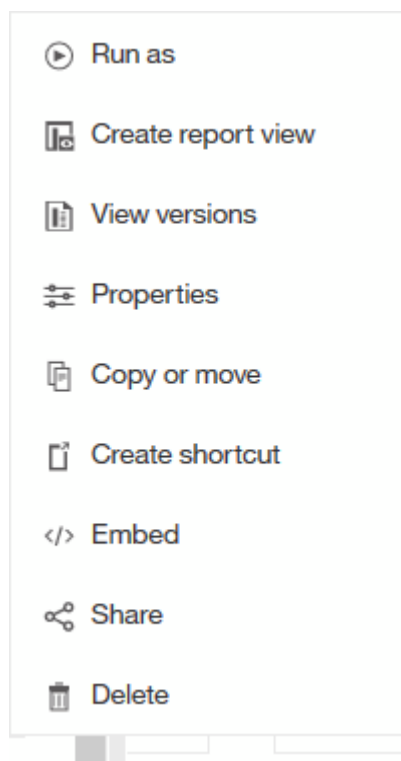 Run as
Create report view
View versions
Properties
Copy or move
Create shortcut
Embed
Share
Delete